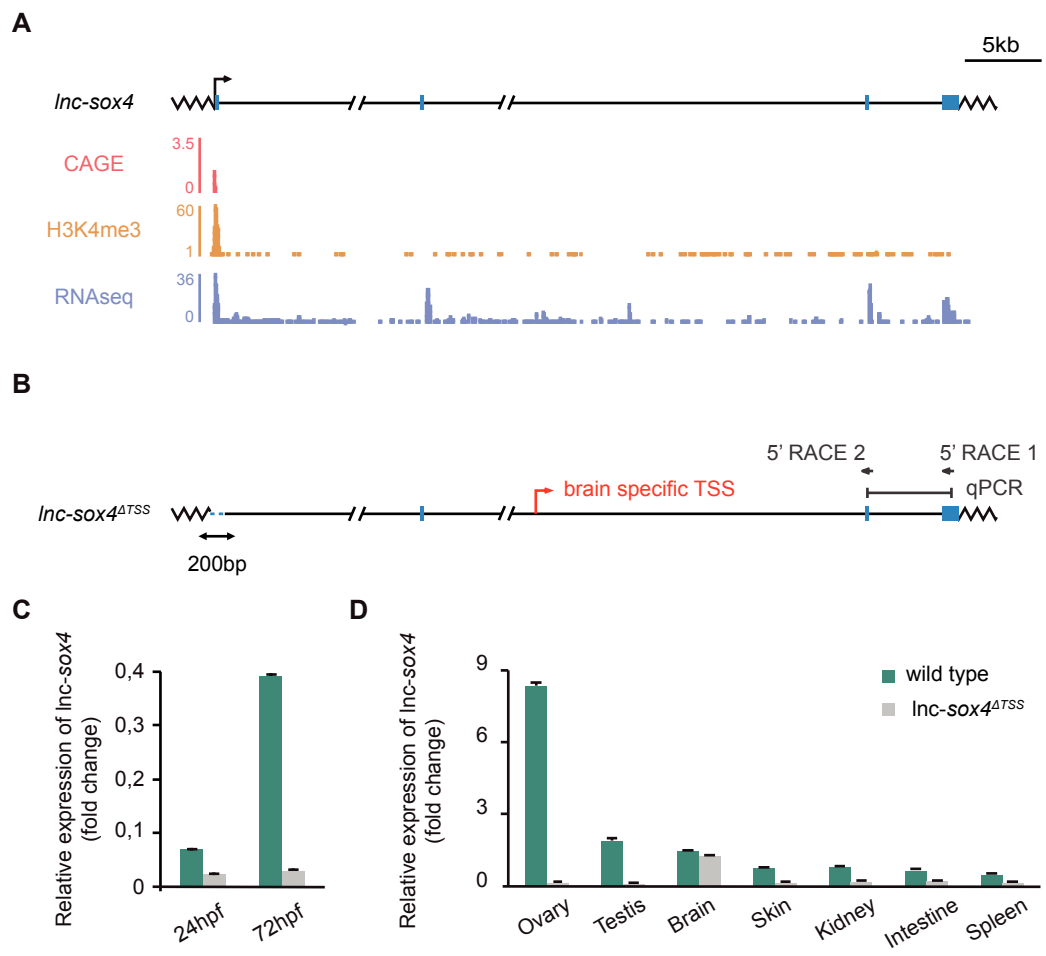 A
5kb
lnc-sox4
CAGE
3.5
0
H3K4me3
60
1
RNAseq
36
0
B
5' RACE 2
5' RACE 1
brain specific TSS
qPCR
lnc-sox4ΔTSS
200bp
C
Relative expression of lnc-sox4
(fold change)
0,4
0,3
0,2
0,1
0
24hpf
72hpf
D
Relative expression of lnc-sox4
(fold change)
9
6
3
0
wild type
lnc-sox4ΔTSS
Ovary
Testis
Brain
Skin
Kidney
Intestine
Spleen